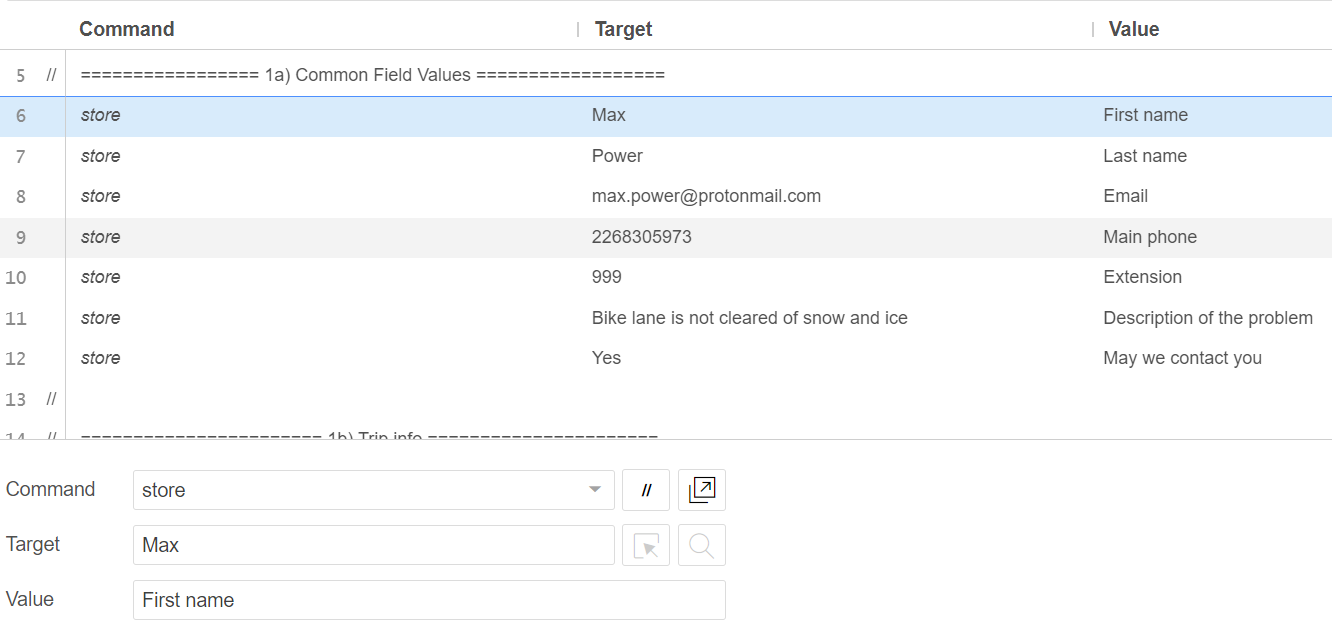 Command Target Value
5 // ================= 1a) Common Field Values ==================
6 store Max First name
7 store Power Last name
8 store max.power@protonmail.com Email
9 store 2268305973 Main phone
10 store 999 Extension
11 store Bike lane is not cleared of snow and ice Description of the problem
12 store Yes May we contact you
13 //
14 // ======================= 1b) Trip info ======================
Command store //
Target Max
Value First name